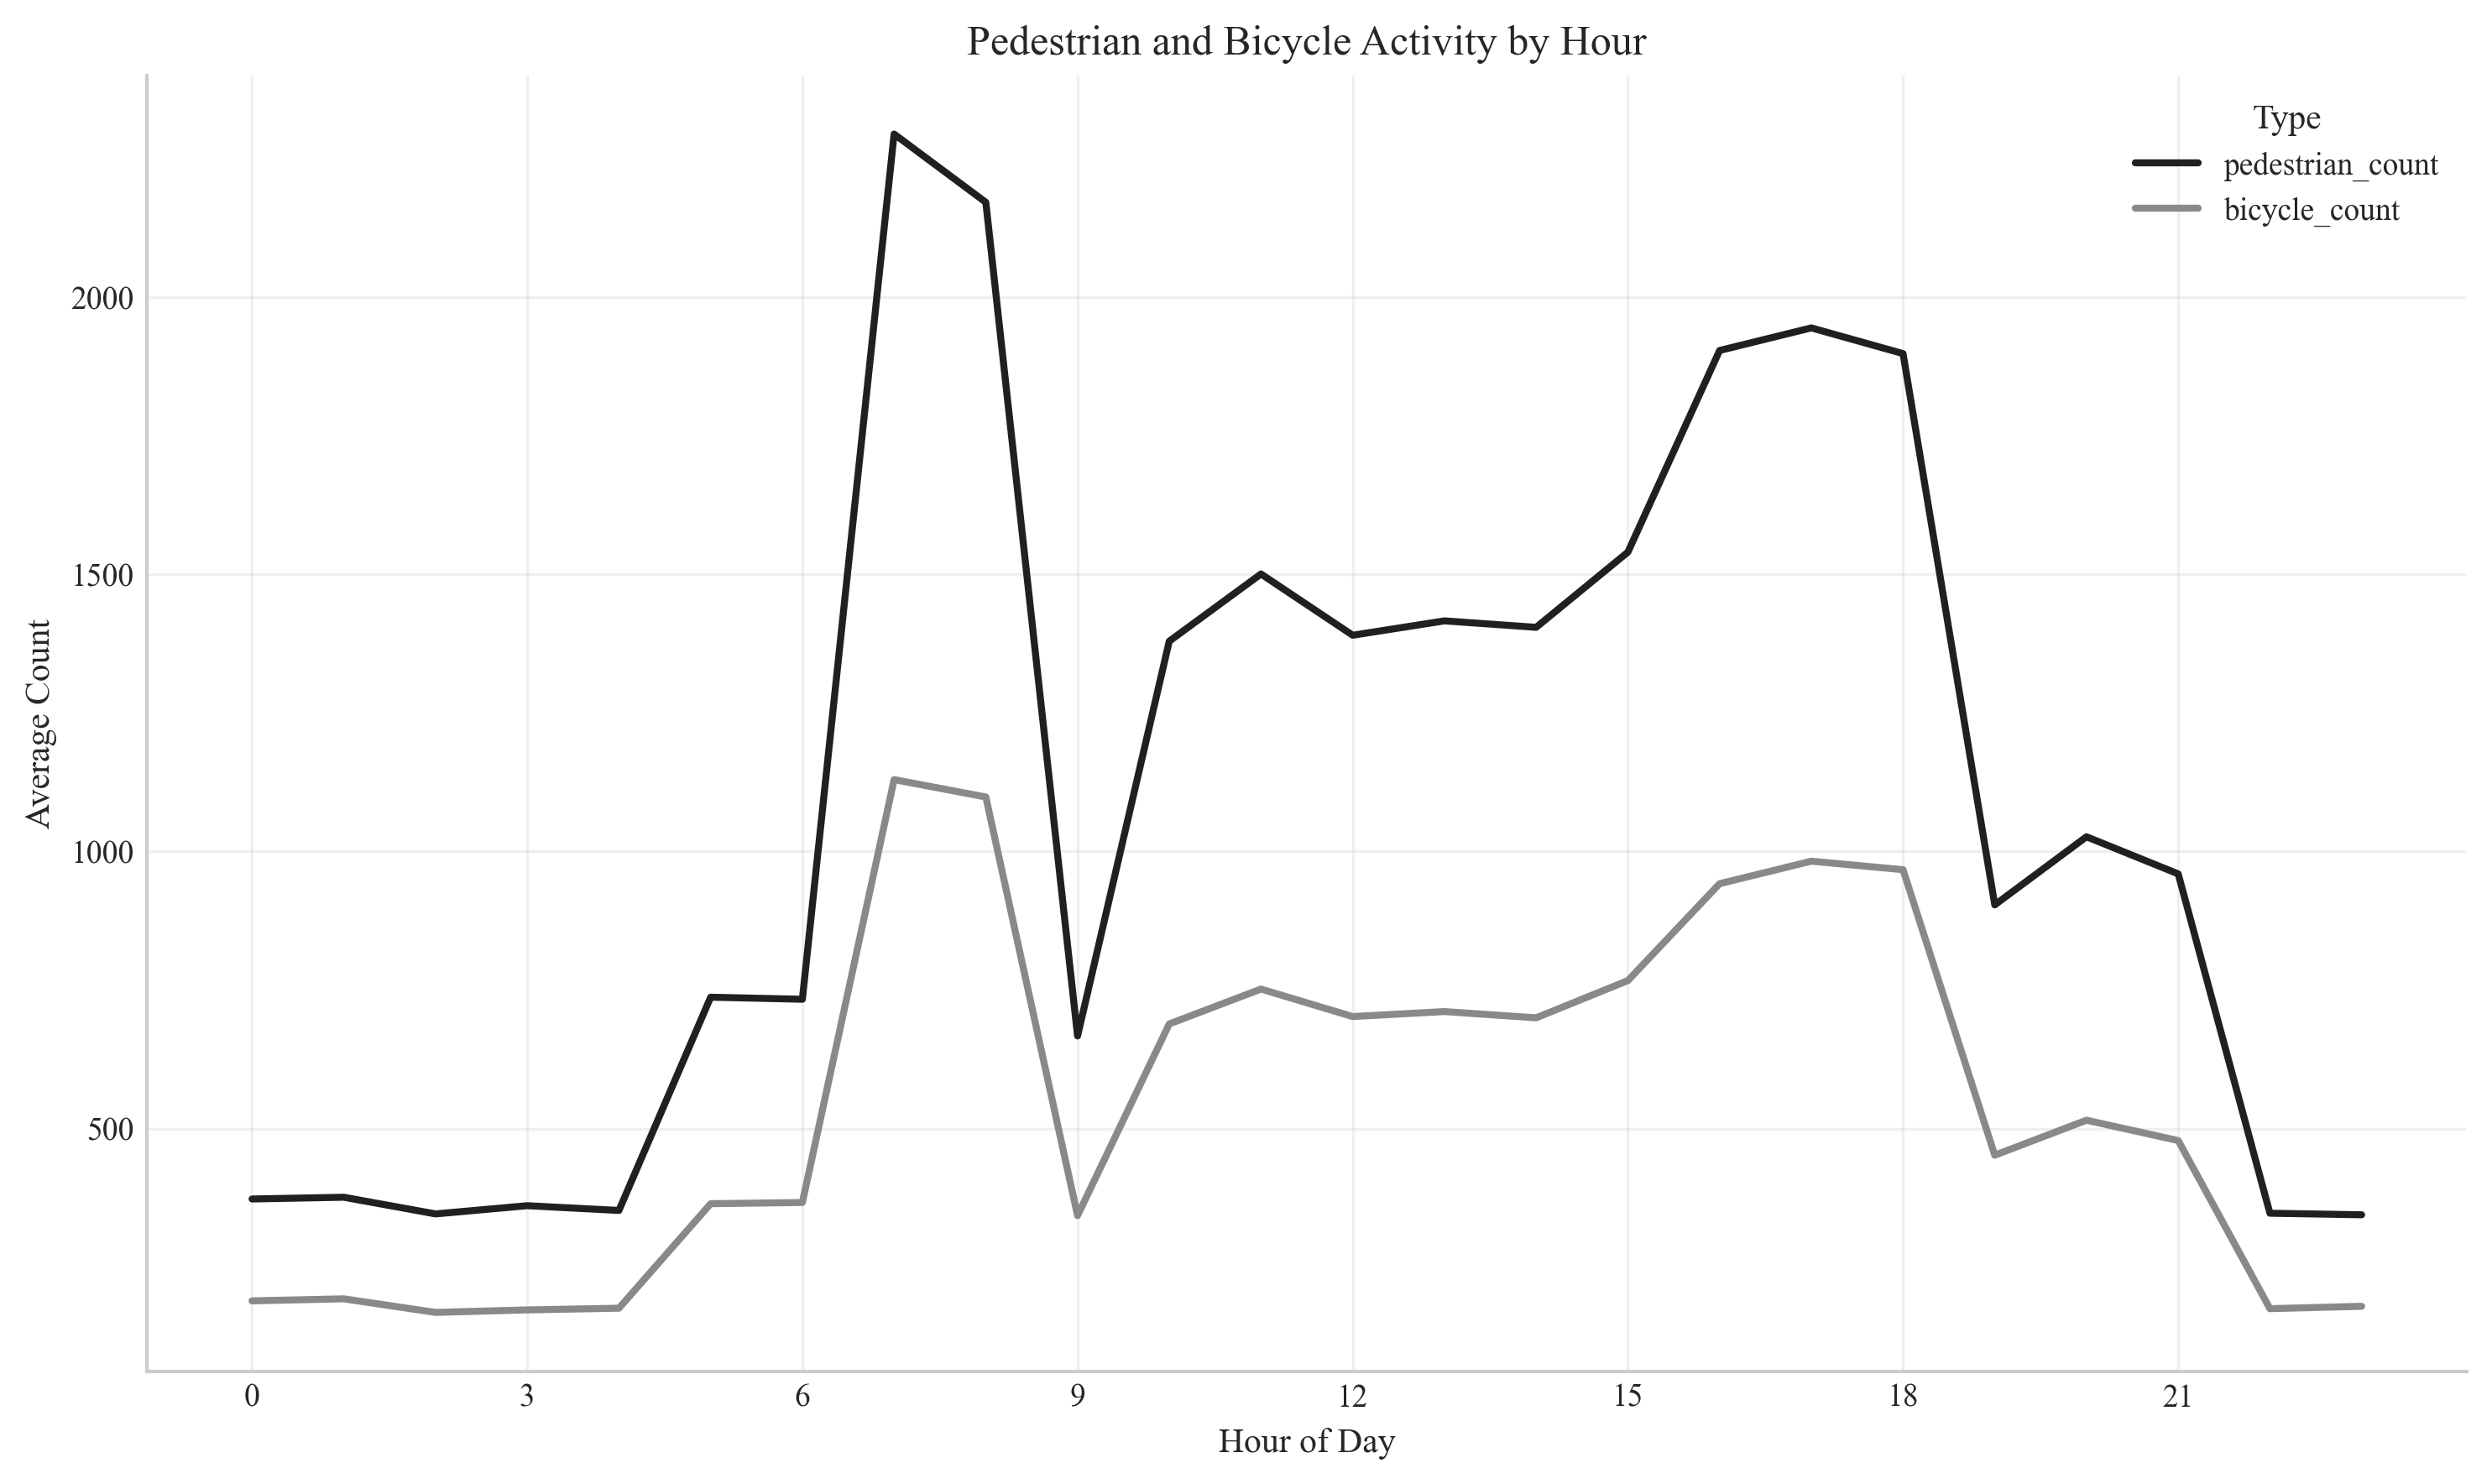 Pedestrian and Bicycle Activity by Hour
Type
pedestrian_count
bicycle_count
Average Count
2000
1500
1000
500
0 3 6 9 12 15 18 21
Hour of Day